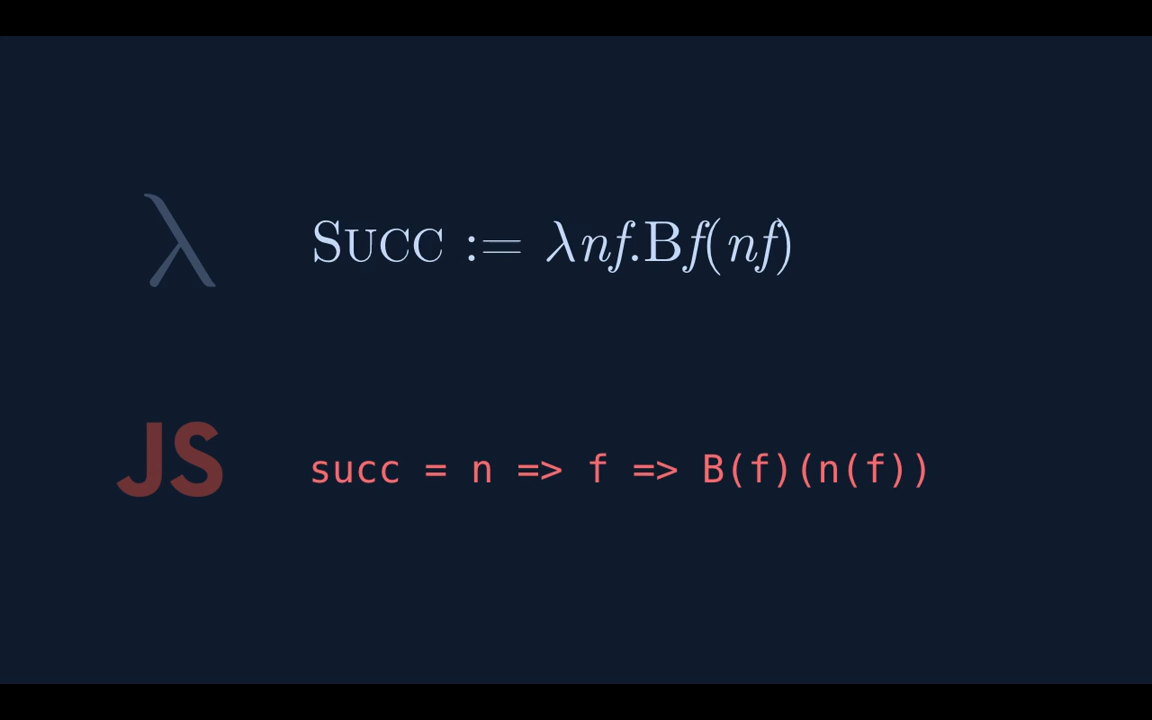 λ
SUCC := λnf.Bf(nf)
JS
succ = n => f => B(f)(n(f))